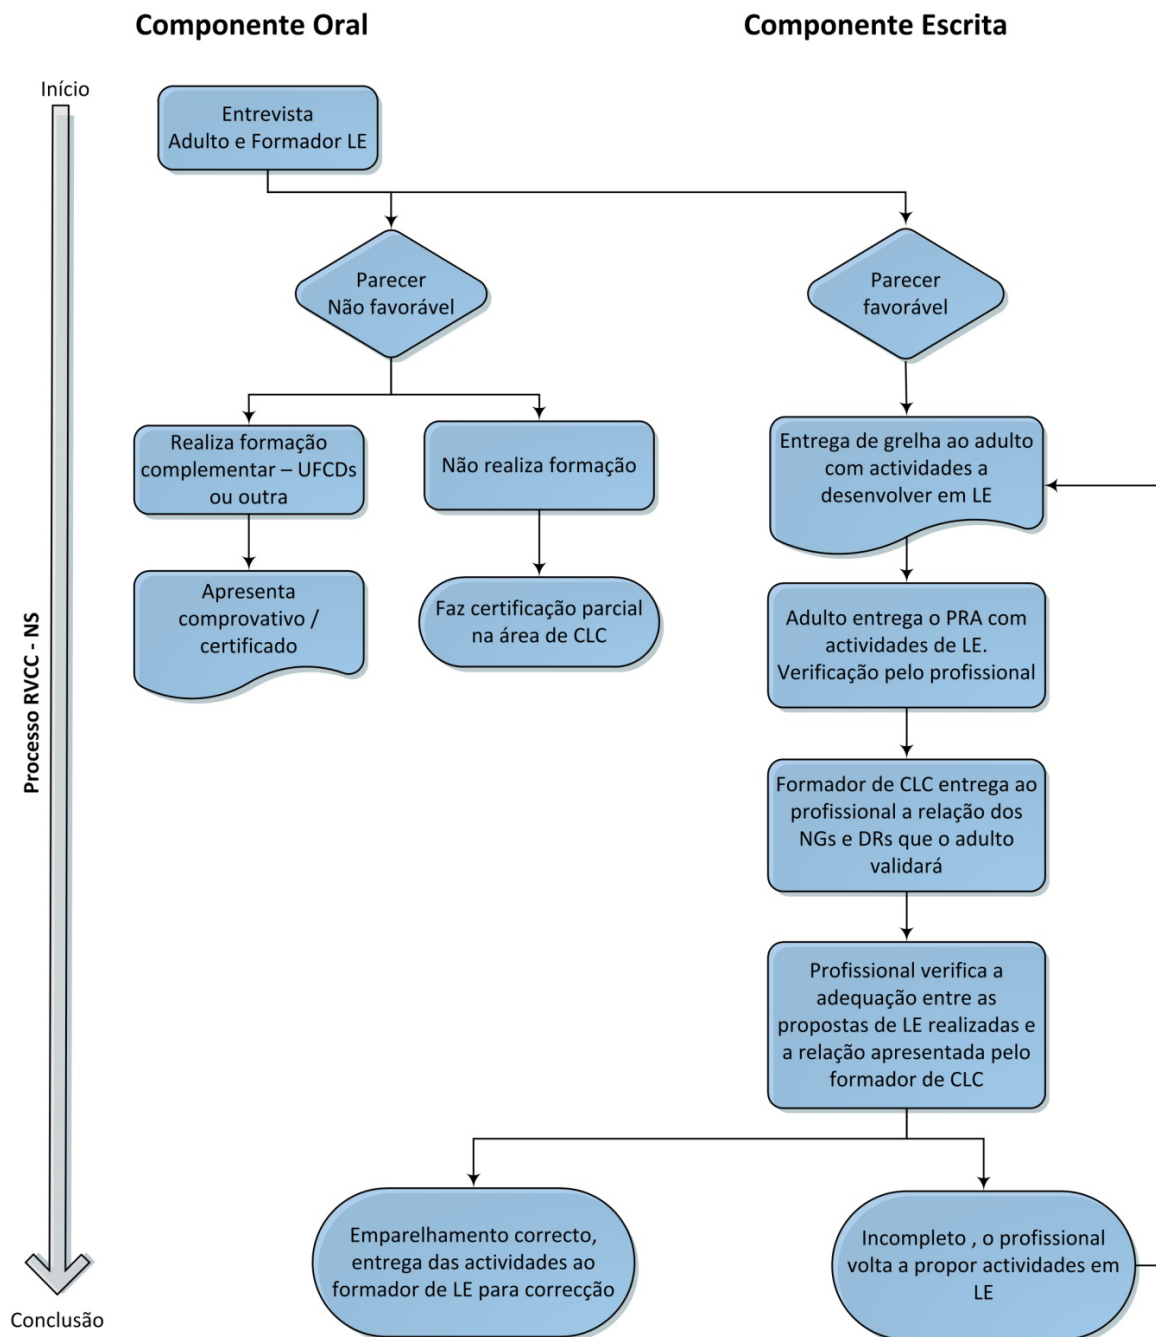 Componente Oral
Componente Escrita
Início
Entrevista
Adulto e Formador LE
Parecer
Não favorável
Parecer
favorável
Realiza formação
complementar – UFCDs
ou outra
Não realiza formação
Entrega de grelha ao adulto
com actividades a
desenvolver em LE
Apresenta
comprovativo /
certificado
Faz certificação parcial
na área de CLC
Adulto entrega o PRA com
actividades de LE.
Verificação pelo profissional
Processo RVCC - NS
Formador de CLC entrega ao
profissional a relação dos
NGs e DRs que o adulto
validará
Profissional verifica a
adequação entre as
propostas de LE realizadas e
a relação apresentada pelo
formador de CLC
Emparelhamento correcto,
entrega das actividades ao
formador de LE para correcção
Incompleto , o profissional
volta a propor actividades em
LE
Conclusão